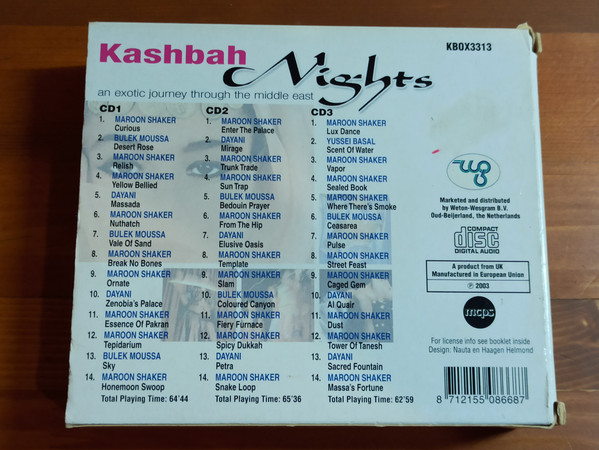 Kashbah Nights
KBOX3313
an exotic journey through the middle east
CD1
1. MAROON SHAKER
Curious
2. BULEK MOUSSA
Desert Rose
3. MAROON SHAKER
Relish
4. MAROON SHAKER
Yellow Bellied
5. DAYANI
Massada
6. MAROON SHAKER
Nuthatch
7. BULEK MOUSSA
Vale Of Sand
8. MAROON SHAKER
Break No Bones
9. MAROON SHAKER
Ornate
10. DAYANI
Zenobia's Palace
11. MAROON SHAKER
Essence Of Pakran
12. MAROON SHAKER
Tepidarium
13. BULEK MOUSSA
Sky
14. MAROON SHAKER
Honemoon Swoop
Total Playing Time: 64'44
CD2
1. MAROON SHAKER
Enter The Palace
2. DAYANI
Mirage
3. MAROON SHAKER
Trunk Trade
4. MAROON SHAKER
Sun Trap
5. BULEK MOUSSA
Bedouin Prayer
6. MAROON SHAKER
From The Hip
7. DAYANI
Elusive Oasis
8. MAROON SHAKER
Template
9. MAROON SHAKER
Slam
10. BULEK MOUSSA
Coloured Canyon
11. MAROON SHAKER
Fiery Furnace
12. MAROON SHAKER
Spicy Dukkah
13. DAYANI
Petra
14. MAROON SHAKER
Snake Loop
Total Playing Time: 65'36
CD3
1. MAROON SHAKER
Lux Dance
2. YUSSEI BASAL
Scent Of Water
3. MAROON SHAKER
Vapor
4. MAROON SHAKER
Sealed Book
5. MAROON SHAKER
Where There's Smoke
6. BULEK MOUSSA
Ceasarea
7. MAROON SHAKER
Pulse
8. MAROON SHAKER
Street Feast
9. MAROON SHAKER
Caged Gem
10. DAYANI
Al Quair
11. MAROON SHAKER
Dust
12. MAROON SHAKER
Tower Of Tanesh
13. DAYANI
Sacred Fountain
14. MAROON SHAKER
Massa's Fortune
Total Playing Time: 62'59
wg
Marketed and distributed
by Weton-Wesgram B.V.
Oud-Beijerland, the Netherlands
COMPACT
disc
DIGITAL AUDIO
A product from UK
Manufactured in European Union
℗ 2003
mcps
For license info see booklet inside
Design: Nauta en Haagen Helmond
8 712155 086687